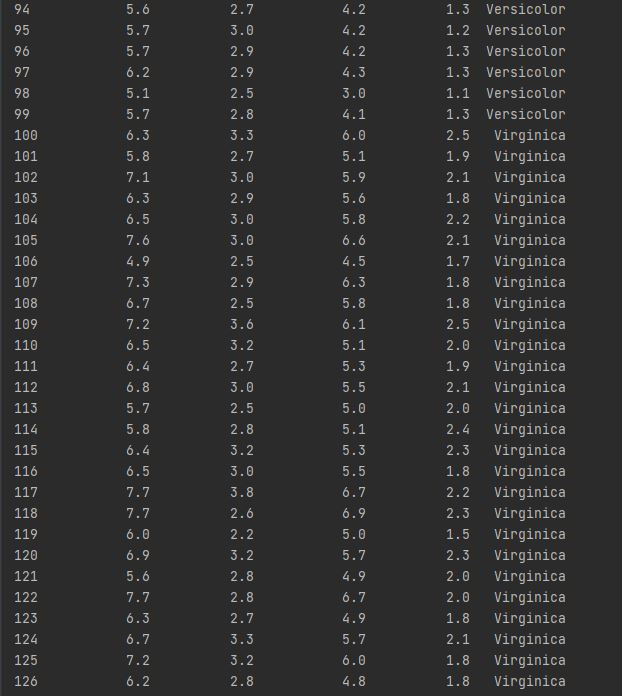 94 5.6 2.7 4.2 1.3 Versicolor
95 5.7 3.0 4.2 1.2 Versicolor
96 5.7 2.9 4.2 1.3 Versicolor
97 6.2 2.9 4.3 1.3 Versicolor
98 5.1 2.5 3.0 1.1 Versicolor
99 5.7 2.8 4.1 1.3 Versicolor
100 6.3 3.3 6.0 2.5 Virginica
101 5.8 2.7 5.1 1.9 Virginica
102 7.1 3.0 5.9 2.1 Virginica
103 6.3 2.9 5.6 1.8 Virginica
104 6.5 3.0 5.8 2.2 Virginica
105 7.6 3.0 6.6 2.1 Virginica
106 4.9 2.5 4.5 1.7 Virginica
107 7.3 2.9 6.3 1.8 Virginica
108 6.7 2.5 5.8 1.8 Virginica
109 7.2 3.6 6.1 2.5 Virginica
110 6.5 3.2 5.1 2.0 Virginica
111 6.4 2.7 5.3 1.9 Virginica
112 6.8 3.0 5.5 2.1 Virginica
113 5.7 2.5 5.0 2.0 Virginica
114 5.8 2.8 5.1 2.4 Virginica
115 6.4 3.2 5.3 2.3 Virginica
116 6.5 3.0 5.5 1.8 Virginica
117 7.7 3.8 6.7 2.2 Virginica
118 7.7 2.6 6.9 2.3 Virginica
119 6.0 2.2 5.0 1.5 Virginica
120 6.9 3.2 5.7 2.3 Virginica
121 5.6 2.8 4.9 2.0 Virginica
122 7.7 2.8 6.7 2.0 Virginica
123 6.3 2.7 4.9 1.8 Virginica
124 6.7 3.3 5.7 2.1 Virginica
125 7.2 3.2 6.0 1.8 Virginica
126 6.2 2.8 4.8 1.8 Virginica